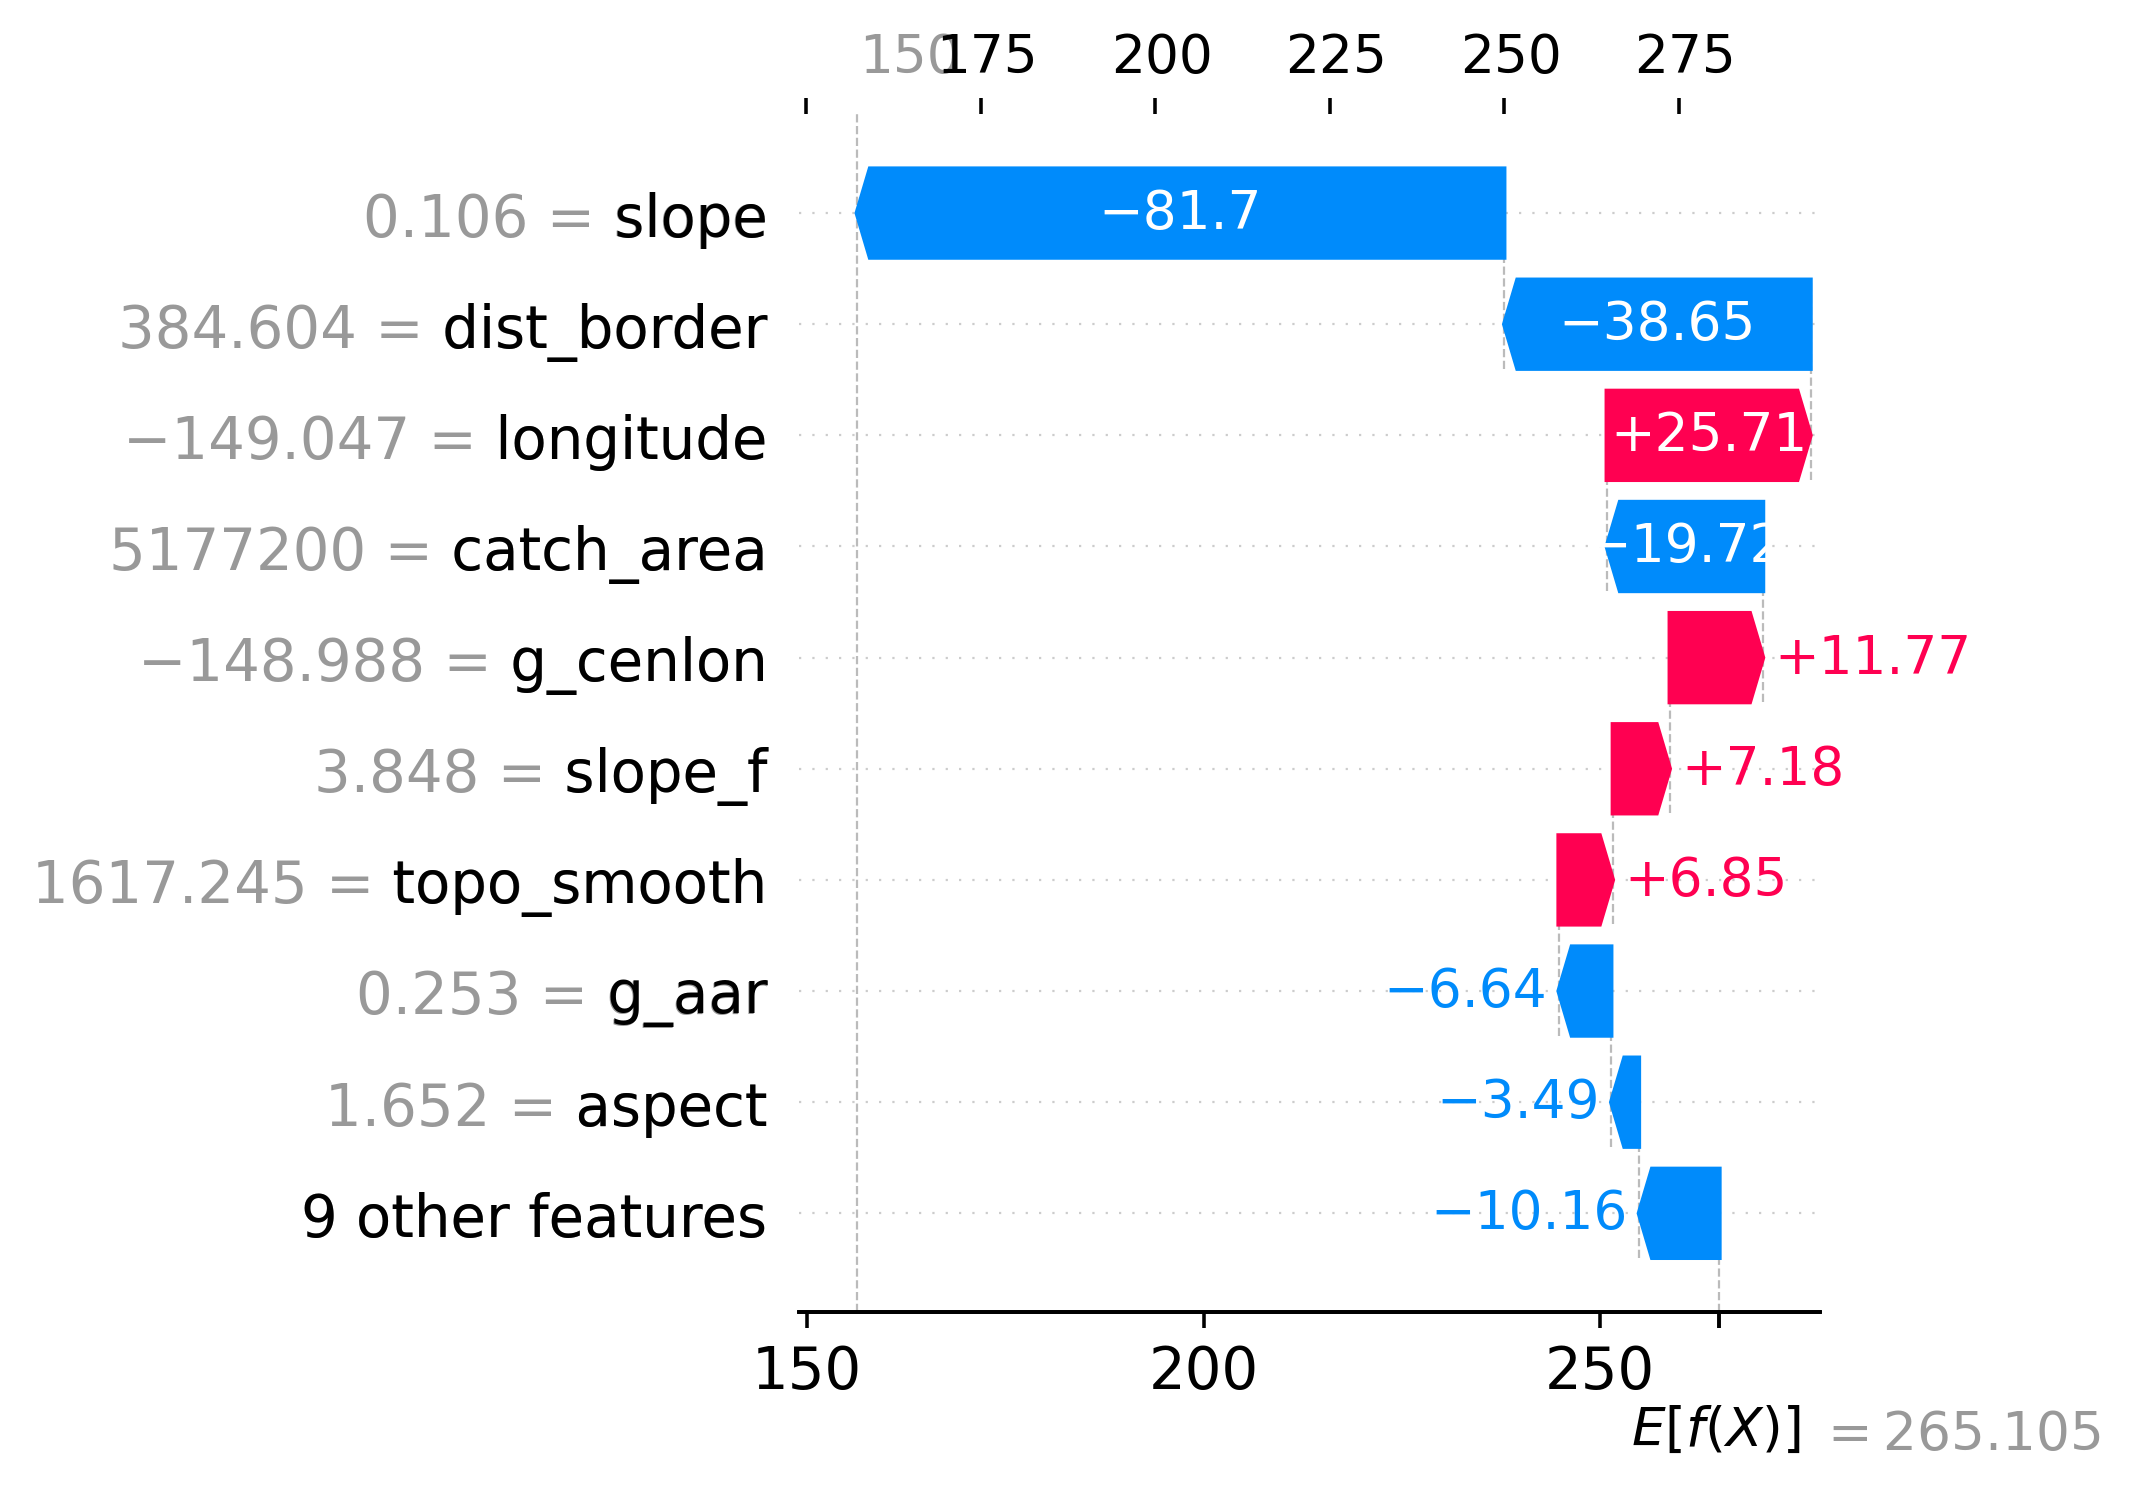 150 175 200 225 250 275
0.106 = slope −81.7
384.604 = dist_border −38.65
−149.047 = longitude +25.71
5177200 = catch_area −19.72
−148.988 = g_cenlon +11.77
3.848 = slope_f +7.18
1617.245 = topo_smooth +6.85
0.253 = g_aar −6.64
1.652 = aspect −3.49
9 other features −10.16
150 200 250
E[f(X)] = 265.105